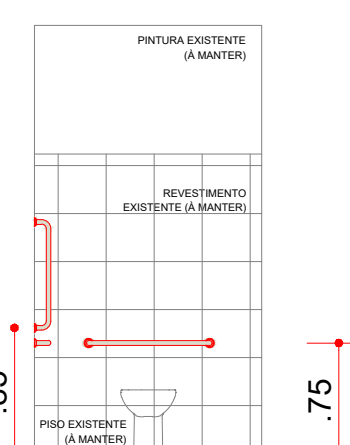 PINTURA EXISTENTE
(À MANTER)
REVESTIMENTO
EXISTENTE (À MANTER)
.75
PISO EXISTENTE
(À MANTER)